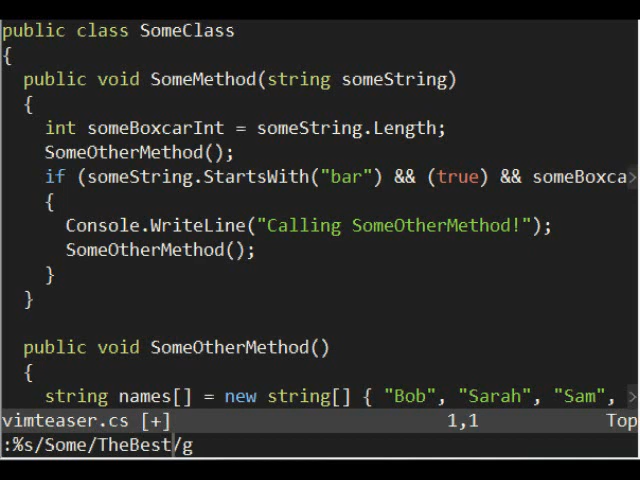 public class SomeClass
{
  public void SomeMethod(string someString)
  {
    int someBoxcarInt = someString.Length;
    SomeOtherMethod();
    if (someString.StartsWith("bar") && (true) && someBoxca>
    {
      Console.WriteLine("Calling SomeOtherMethod!");
      SomeOtherMethod();
    }
  }
  public void SomeOtherMethod()
  {
    string names[] = new string[] { "Bob", "Sarah", "Sam", >
vimteaser.cs [+] 1,1 Top
:%s/Some/TheBest/g